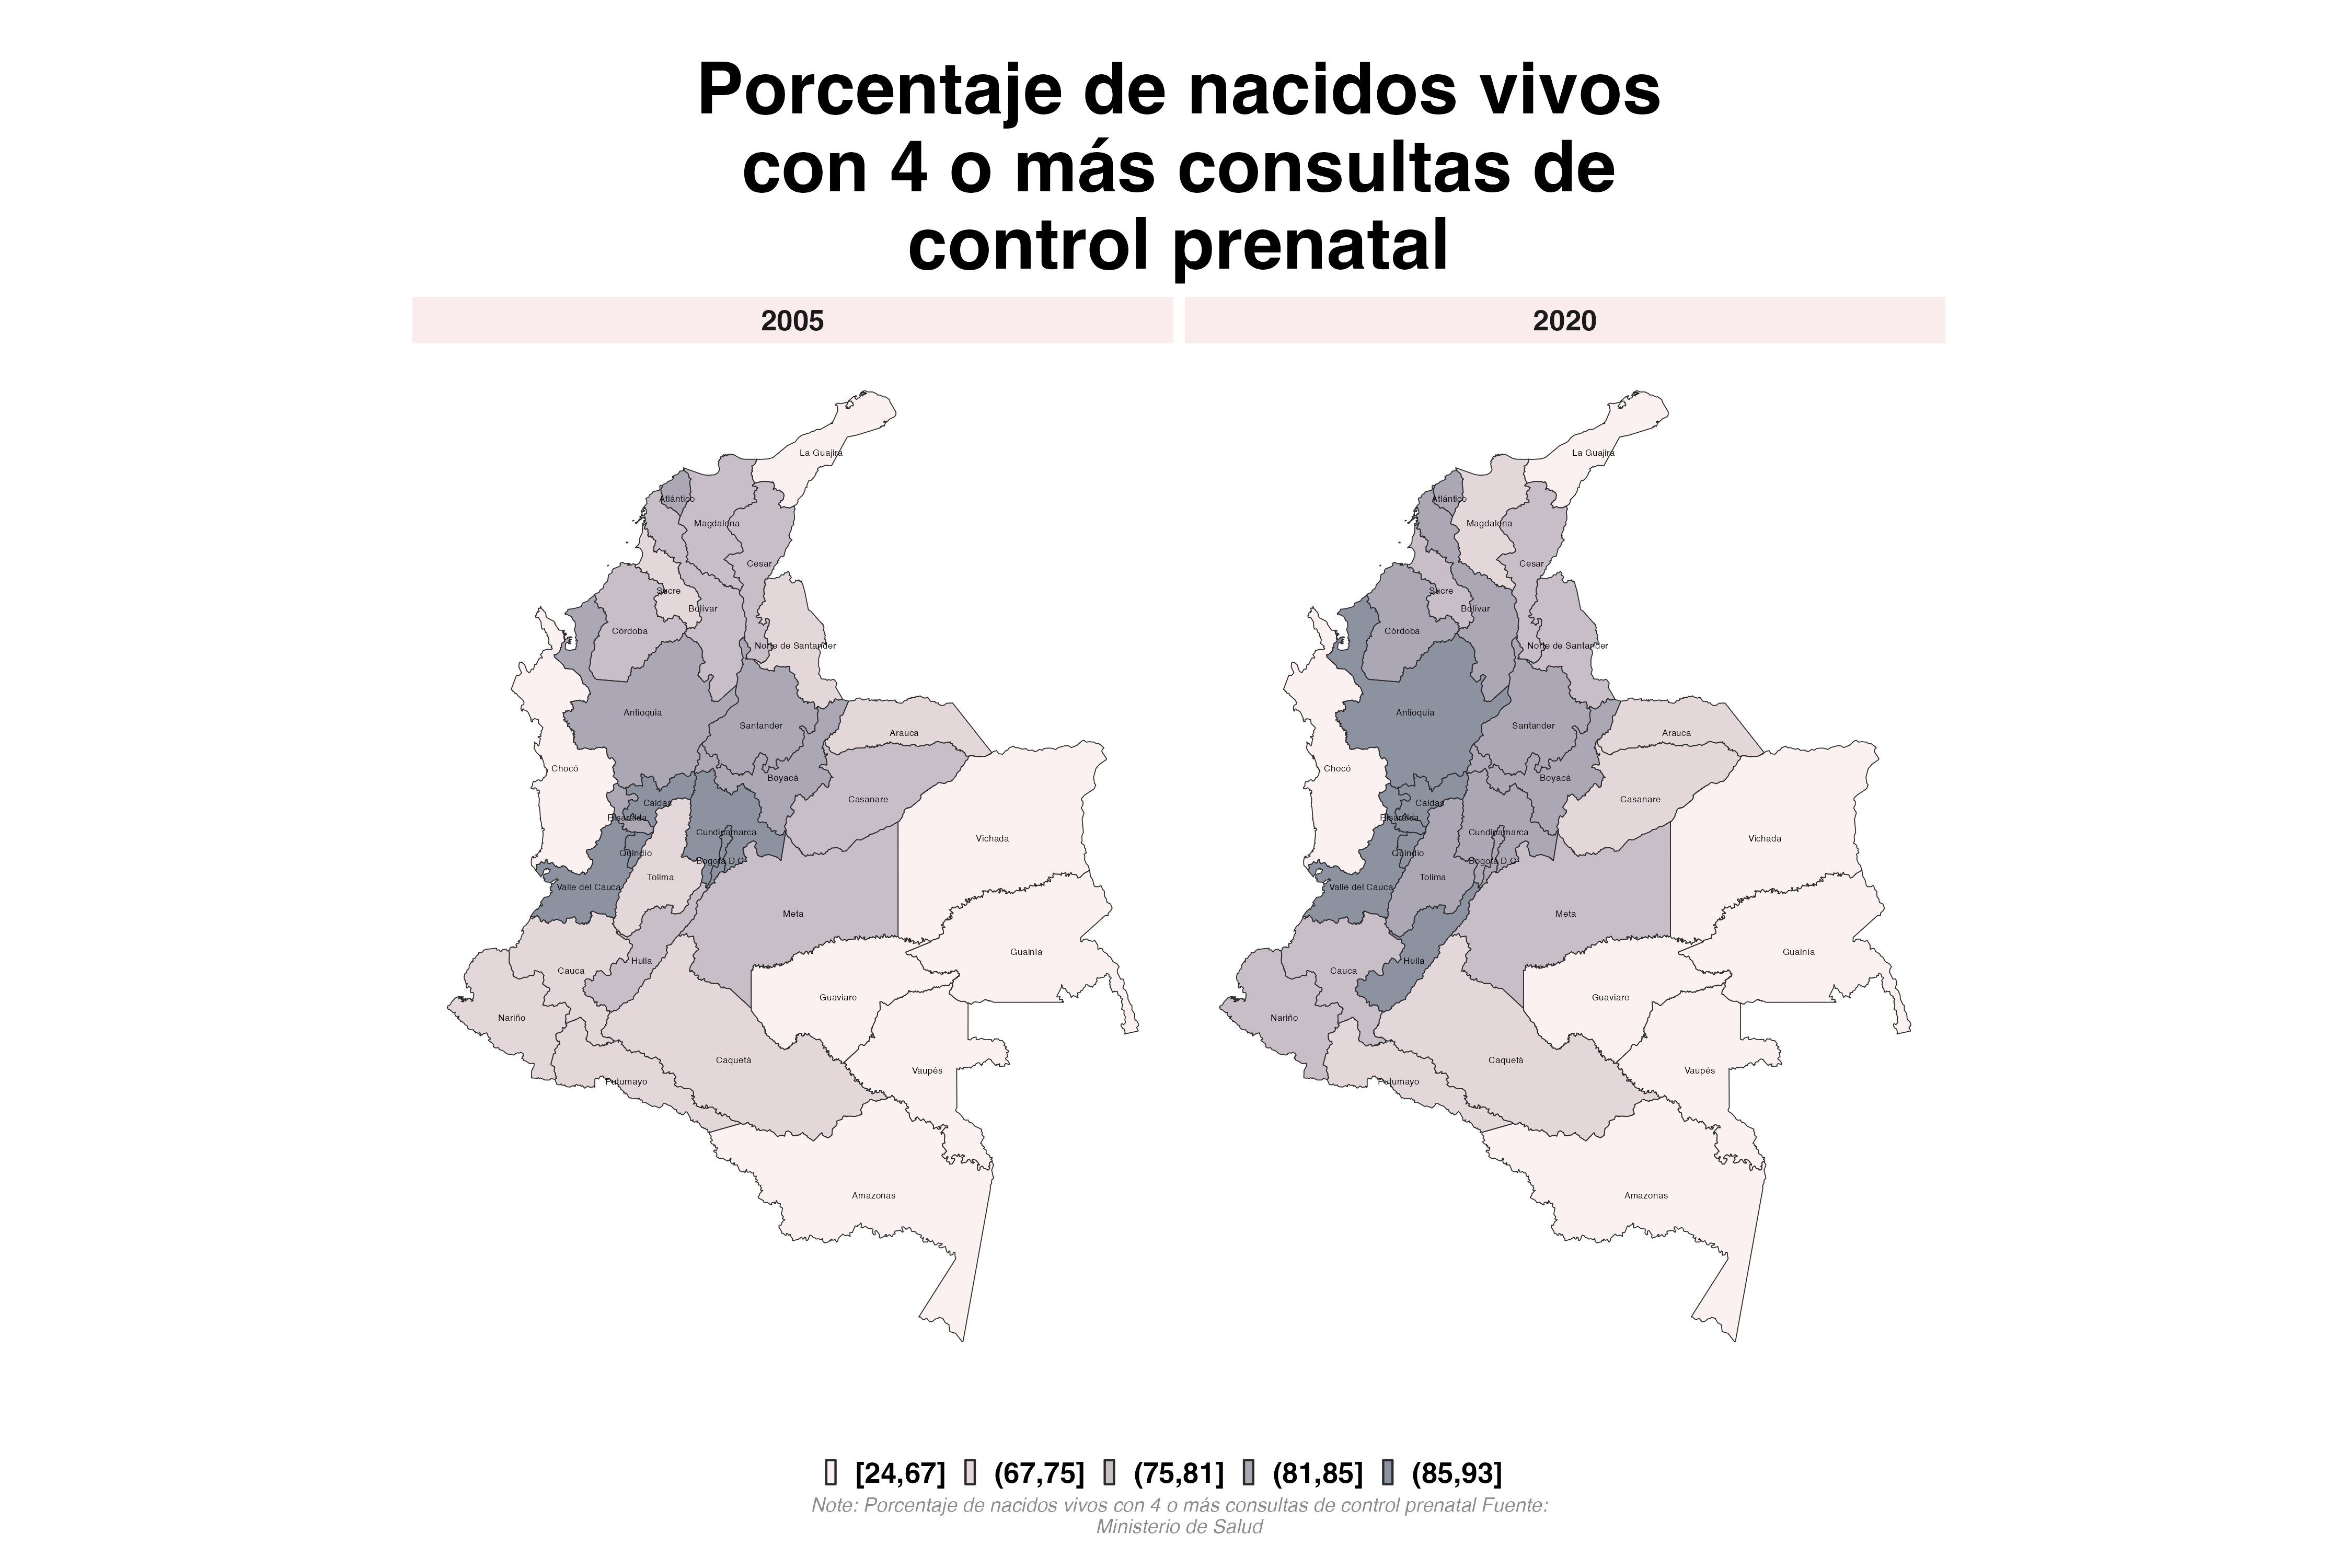 Porcentaje de nacidos vivos
con 4 o más consultas de
control prenatal
2005
2020
La Guajira
Atlántico
Magdalena
Cesar
Sucre
Bolívar
Córdoba
Norte de Santander
Antioquia
Santander
Arauca
Chocó
Boyacá
Casanare
Caldas
Risaralda
Cundinamarca
Vichada
Quindío
Bogotá D.C.
Tolima
Valle del Cauca
Meta
Guainía
Huila
Cauca
Guaviare
Nariño
Caquetá
Vaupés
Putumayo
Amazonas
La Guajira
Atlántico
Magdalena
Cesar
Sucre
Bolívar
Córdoba
Norte de Santander
Antioquia
Santander
Arauca
Chocó
Boyacá
Casanare
Caldas
Risaralda
Cundinamarca
Vichada
Quindío
Bogotá D.C.
Tolima
Valle del Cauca
Meta
Guainía
Huila
Cauca
Guaviare
Nariño
Caquetá
Vaupés
Putumayo
Amazonas
[24,67] (67,75] (75,81] (81,85] (85,93]
Note: Porcentaje de nacidos vivos con 4 o más consultas de control prenatal Fuente:
Ministerio de Salud